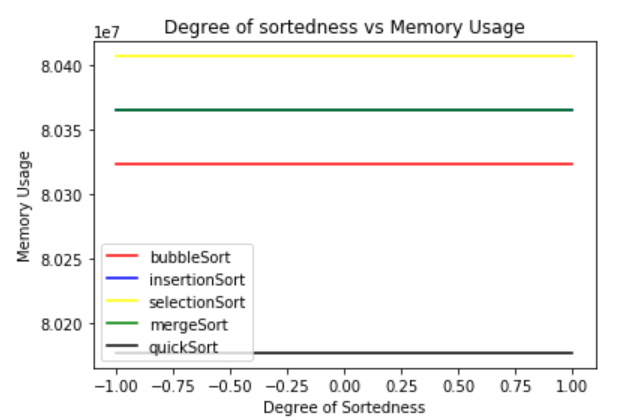 Degree of sortedness vs Memory Usage
1e7
8.040
8.035
8.030
8.025
8.020
Memory Usage
bubbleSort
insertionSort
selectionSort
mergeSort
quickSort
−1.00 −0.75 −0.50 −0.25 0.00 0.25 0.50 0.75 1.00
Degree of Sortedness